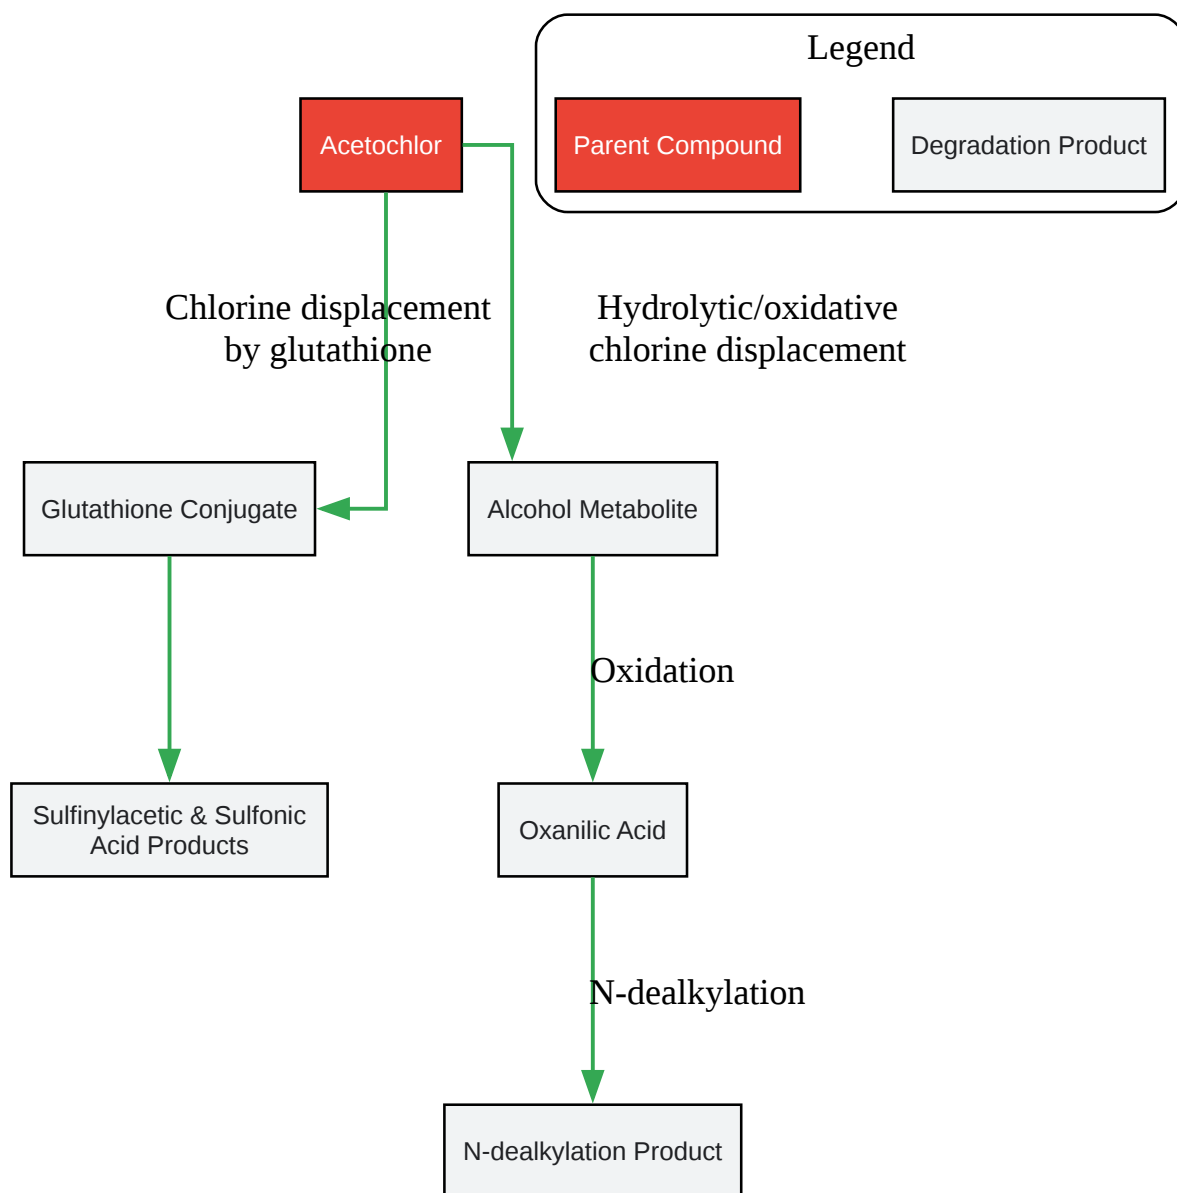 Legend
Acetochlor
Parent Compound
Degradation Product
Chlorine displacement
by glutathione
Hydrolytic/oxidative
chlorine displacement
Glutathione Conjugate
Alcohol Metabolite
Oxidation
Sulfinylacetic & Sulfonic
Acid Products
Oxanilic Acid
N-dealkylation
N-dealkylation Product